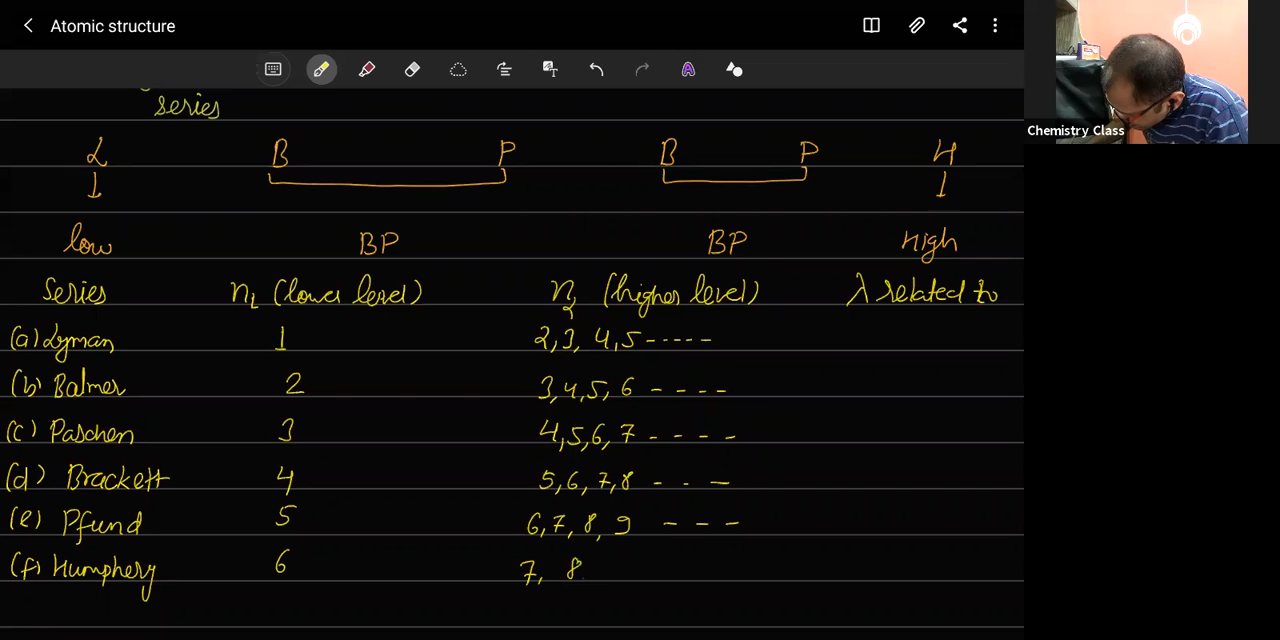 Atomic structure
series
L B P B P H
low BP BP High
Series n1 (lower level) n2 (higher level) λ related to
(a) Lyman 1 2, 3, 4, 5 -----
(b) Balmer 2 3, 4, 5, 6 ----
(c) Paschen 3 4, 5, 6, 7 ----
(d) Brackett 4 5, 6, 7, 8 ---
(e) Pfund 5 6, 7, 8, 9 ---
(f) Humphery 6 7, 8
Chemistry Class